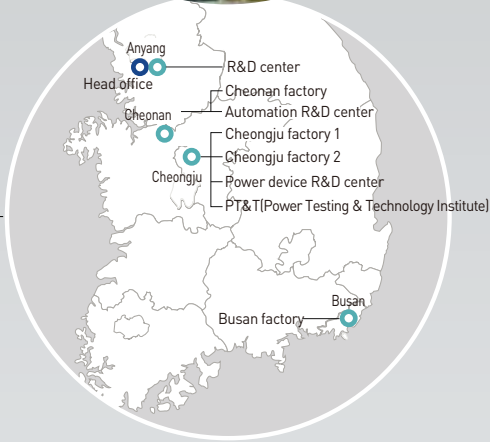 Anyang
R&D center
Head office
Cheonan factory
Automation R&D center
Cheonan
Cheongju factory 1
Cheongju factory 2
Cheongju
Power device R&D center
PT&T(Power Testing & Technology Institute)
Busan
Busan factory